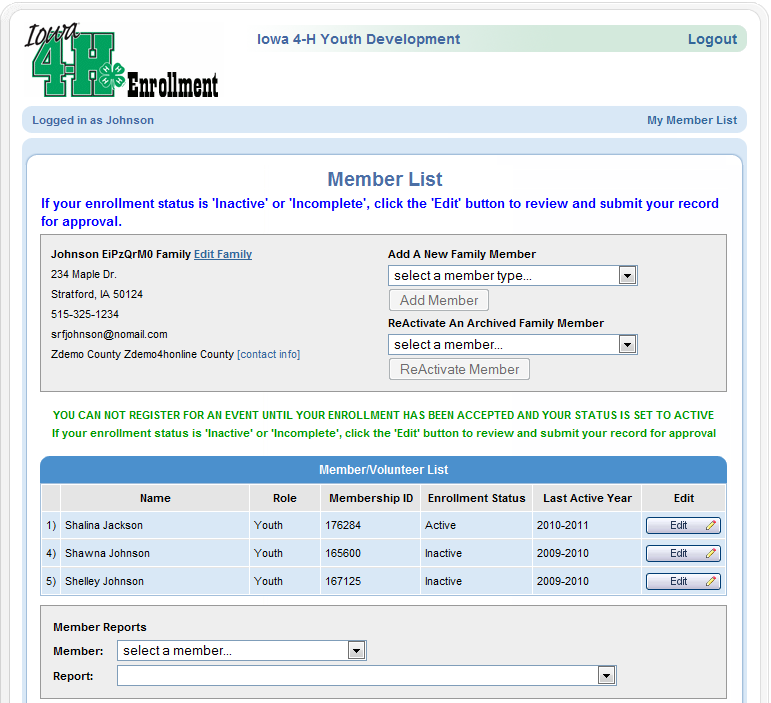 Iowa
4-H
H H H H
Enrollment
Iowa 4-H Youth Development
Logout
Logged in as Johnson
My Member List
Member List
If your enrollment status is 'Inactive' or 'Incomplete', click the 'Edit' button to review and submit your record
for approval.
Johnson EiPzQrM0 Family Edit Family
234 Maple Dr.
Stratford, IA 50124
515-325-1234
srfjohnson@nomail.com
Zdemo County Zdemo4honline County [contact info]
Add A New Family Member
select a member type...
Add Member
ReActivate An Archived Family Member
select a member...
ReActivate Member
YOU CAN NOT REGISTER FOR AN EVENT UNTIL YOUR ENROLLMENT HAS BEEN ACCEPTED AND YOUR STATUS IS SET TO ACTIVE
If your enrollment status is 'Inactive' or 'Incomplete', click the 'Edit' button to review and submit your record for approval
Member/Volunteer List
Name Role Membership ID Enrollment Status Last Active Year Edit
1) Shalina Jackson Youth 176284 Active 2010-2011 Edit
4) Shawna Johnson Youth 165600 Inactive 2009-2010 Edit
5) Shelley Johnson Youth 167125 Inactive 2009-2010 Edit
Member Reports
Member: select a member...
Report: